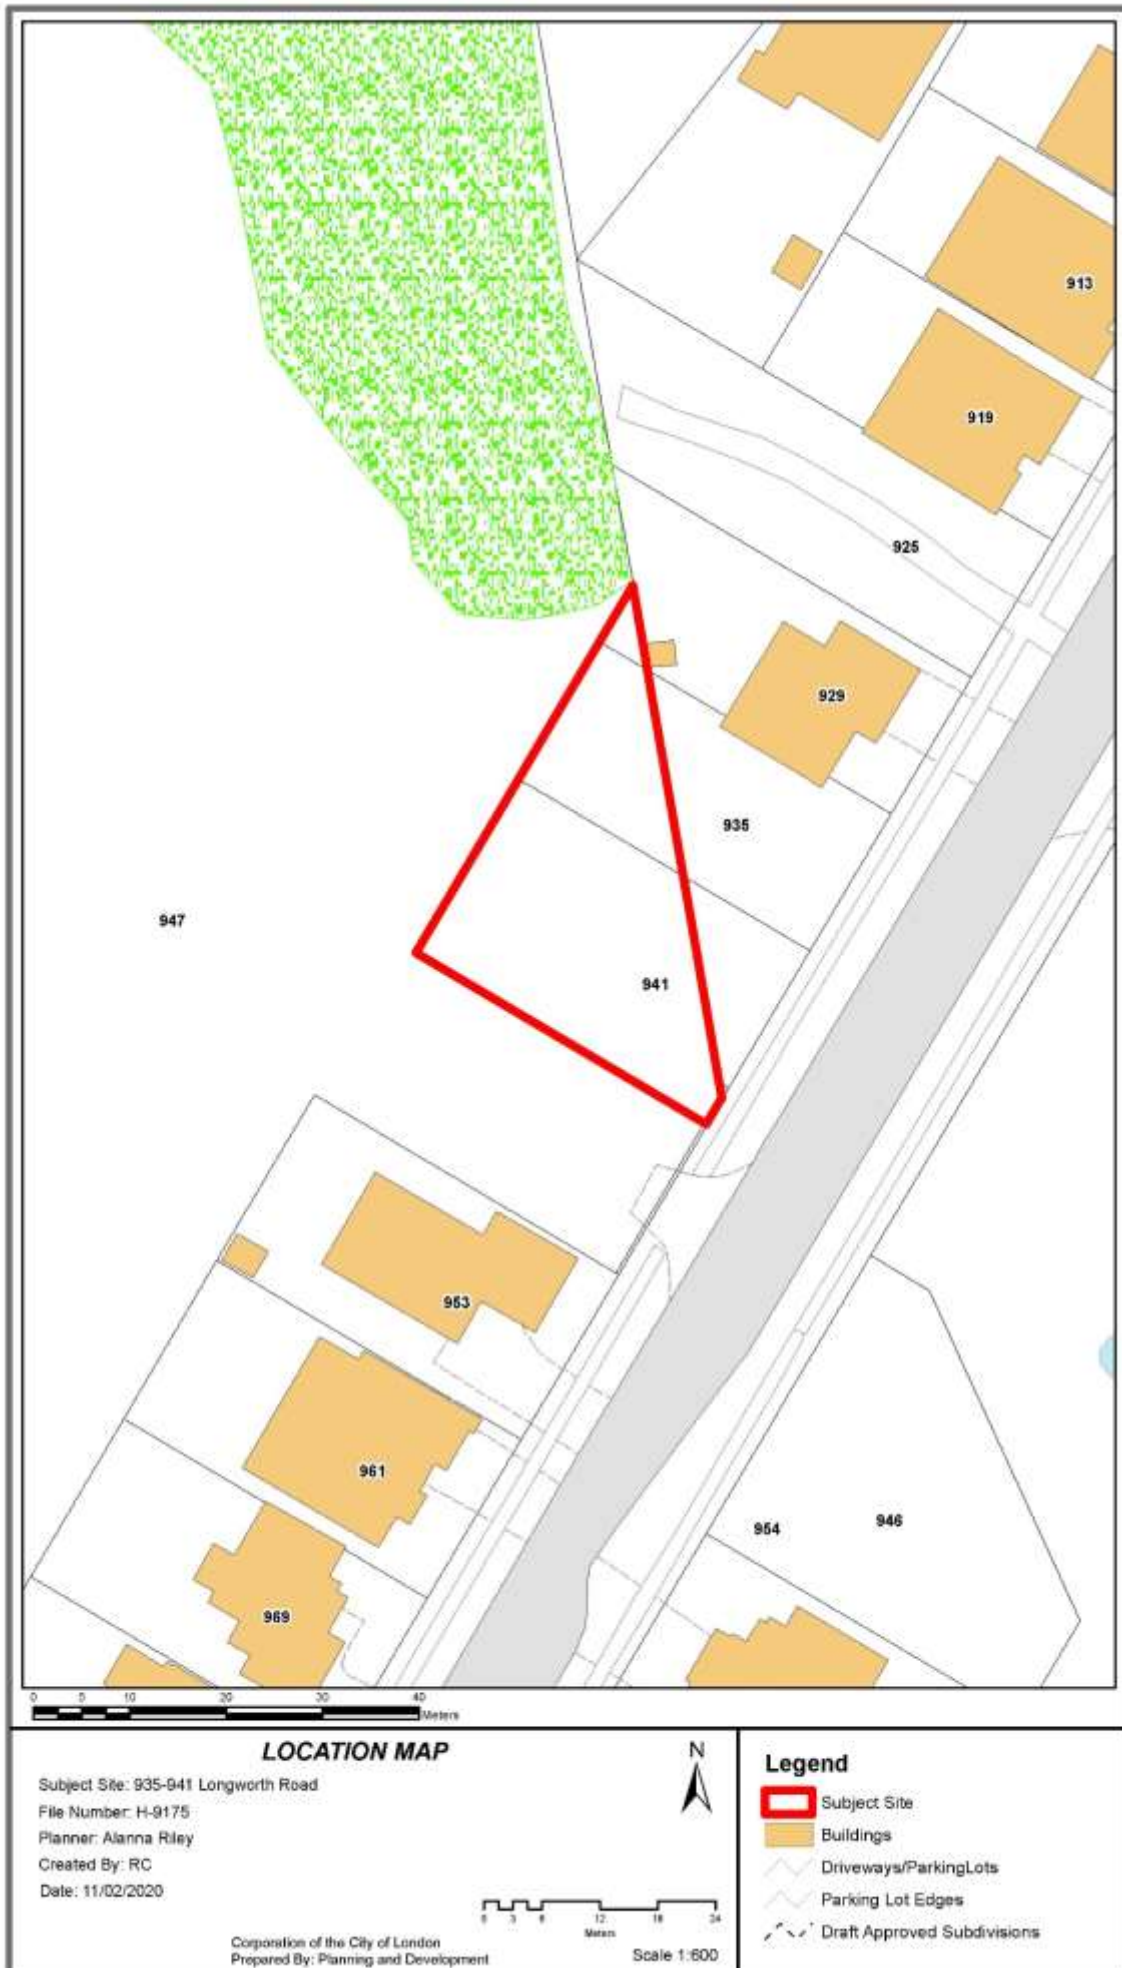 913
919
925
929
935
947
941
953
961
954
946
969
0 5 10 20 30 40
Meters
LOCATION MAP
Subject Site: 935-941 Longworth Road
File Number: H-9175
Planner: Alanna Riley
Created By: RC
Date: 11/02/2020
N
0 3 6 12 18 24
Meters
Corporation of the City of London
Prepared By: Planning and Development
Scale 1:600
Legend
Subject Site
Buildings
Driveways/ParkingLots
Parking Lot Edges
Draft Approved Subdivisions